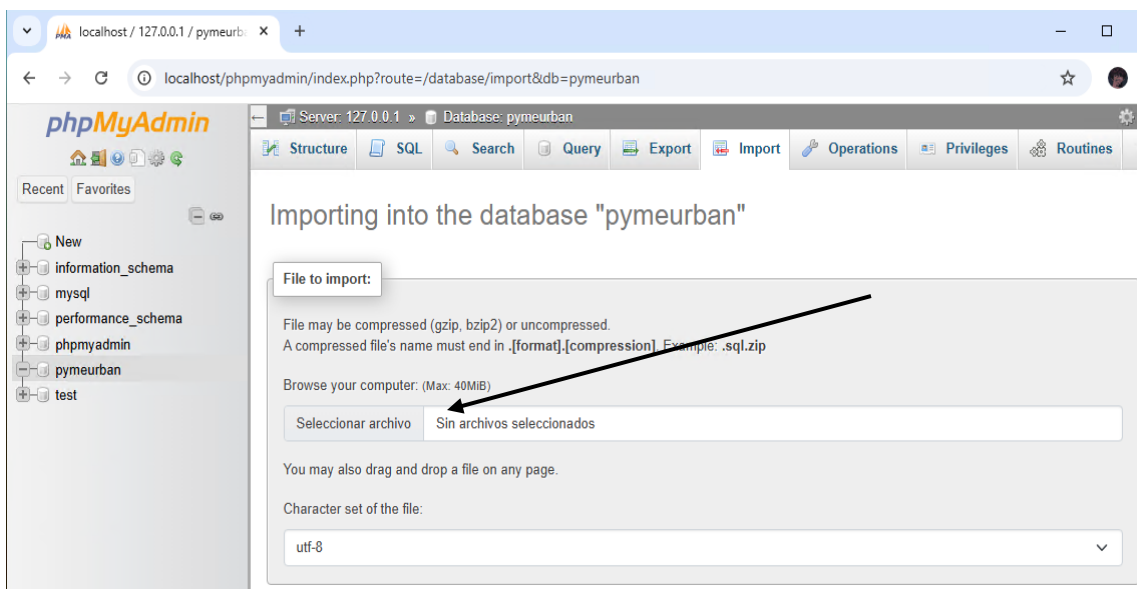 localhost / 127.0.0.1 / pymeurb
localhost/phpmyadmin/index.php?route=/database/import&db=pymeurban
phpMyAdmin
Recent Favorites
New
information_schema
mysql
performance_schema
phpmyadmin
pymeurban
test
Server: 127.0.0.1 » Database: pymeurban
Structure SQL Search Query Export Import Operations Privileges Routines
Importing into the database "pymeurban"
File to import:
File may be compressed (gzip, bzip2) or uncompressed.
A compressed file's name must end in .[format].[compression]. Example: .sql.zip
Browse your computer: (Max: 40MiB)
Seleccionar archivo Sin archivos seleccionados
You may also drag and drop a file on any page.
Character set of the file:
utf-8